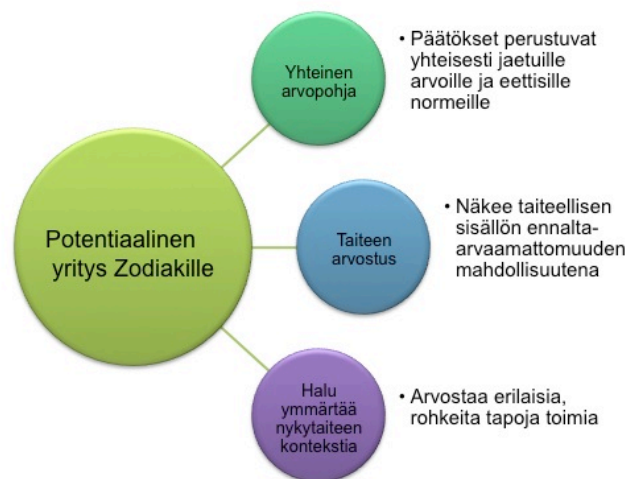 Potentiaalinen
yritys Zodiakille
Yhteinen
arvopohja
• Päätökset perustuvat
yhteisesti jaetuille
arvoille ja eettisille
normeille
Taiteen
arvostus
• Näkee taiteellisen
sisällön ennalta-
arvaamattomuuden
mahdollisuutena
Halu
ymmärtää
nykytaiteen
kontekstia
• Arvostaa erilaisia,
rohkeita tapoja toimia